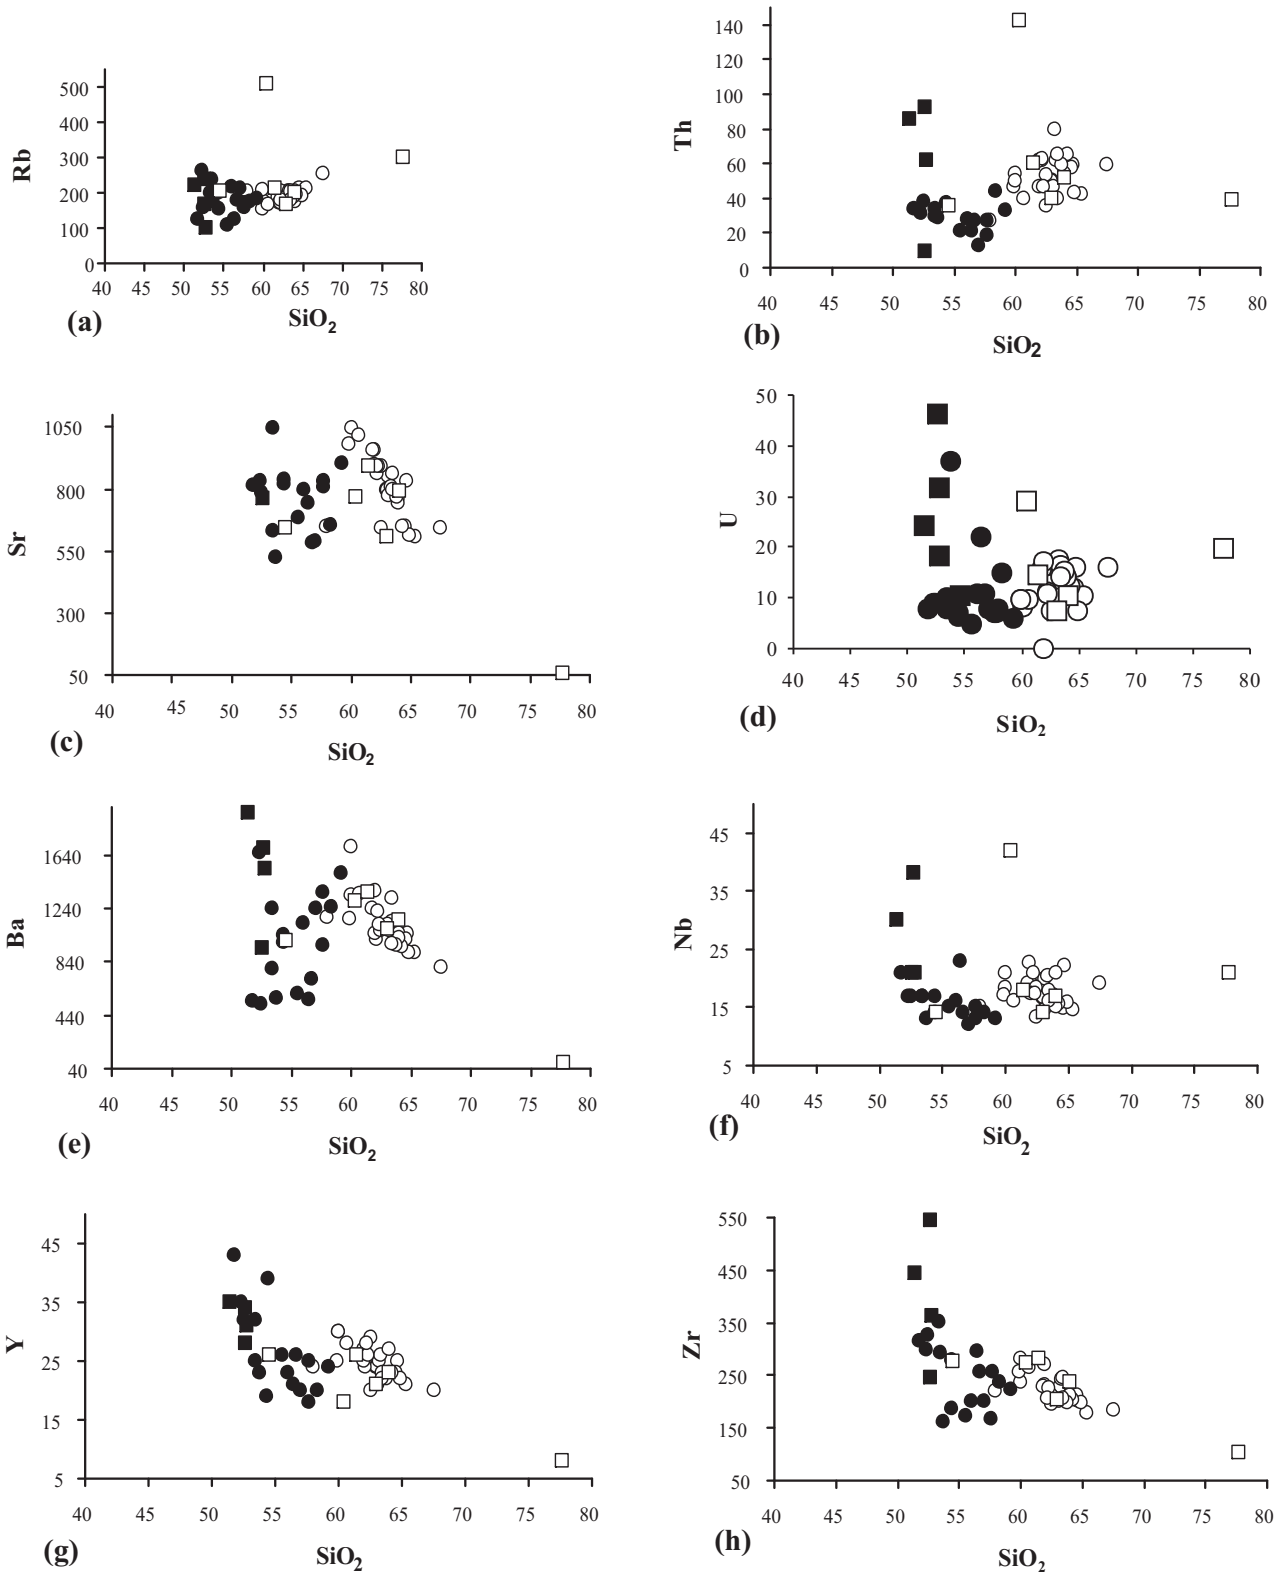 500
400
300
200
100
0
Rb
40 45 50 55 60 65 70 75 80
SiO2
(a)
140
120
100
80
60
40
20
0
Th
40 45 50 55 60 65 70 75 80
SiO2
(b)
1050
800
550
300
50
Sr
40 45 50 55 60 65 70 75 80
SiO2
(c)
50
40
30
20
10
0
U
40 45 50 55 60 65 70 75 80
SiO2
(d)
1640
1240
840
440
40
Ba
40 45 50 55 60 65 70 75 80
SiO2
(e)
45
35
25
15
5
Nb
40 45 50 55 60 65 70 75 80
SiO2
(f)
45
35
25
15
5
Y
40 45 50 55 60 65 70 75 80
SiO2
(g)
550
450
350
250
150
50
Zr
40 45 50 55 60 65 70 75 80
SiO2
(h)